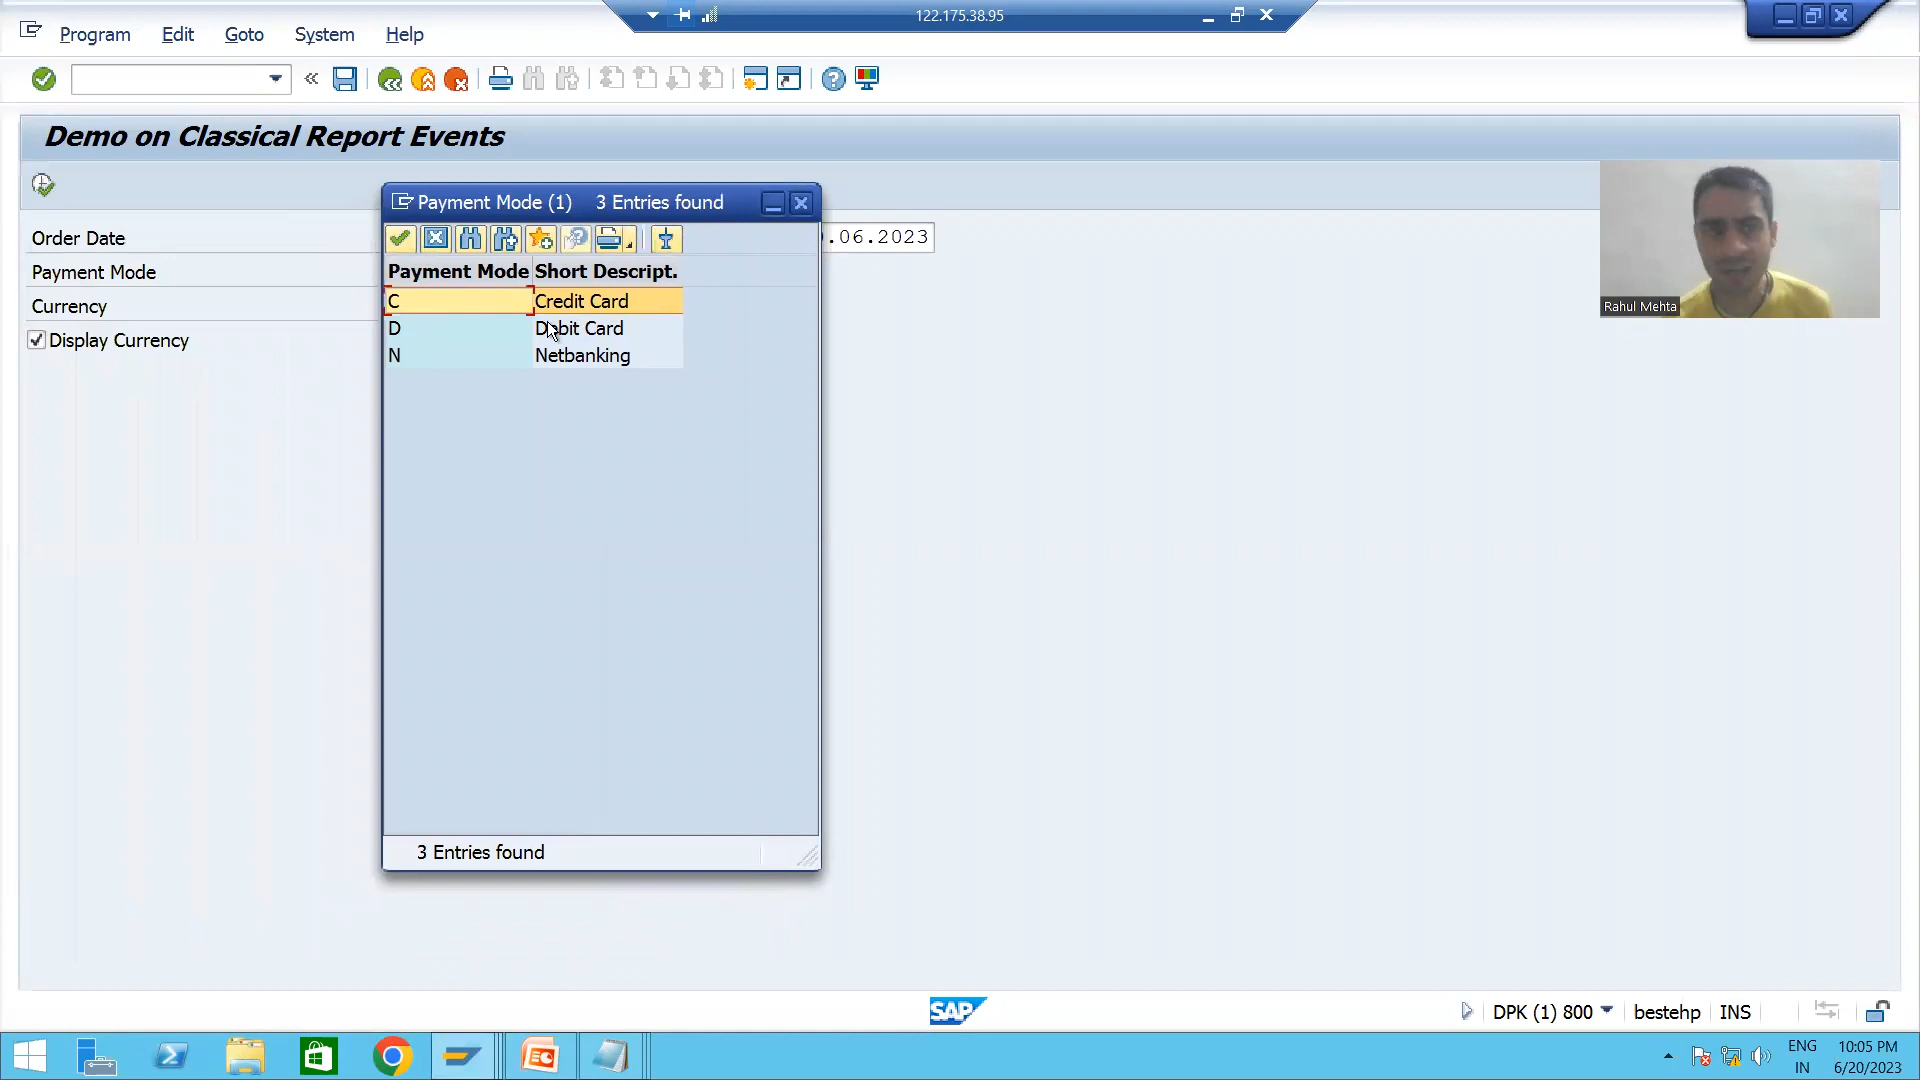 122.175.38.95
Program Edit Goto System Help
Demo on Classical Report Events
Payment Mode (1) 3 Entries found
Order Date
.06.2023
Payment Mode
Currency
Display Currency
Payment Mode Short Descript.
C Credit Card
D Debit Card
N Netbanking
Rahul Mehta
3 Entries found
SAP
DPK (1) 800 bestehp INS
ENG 10:05 PM
IN 6/20/2023